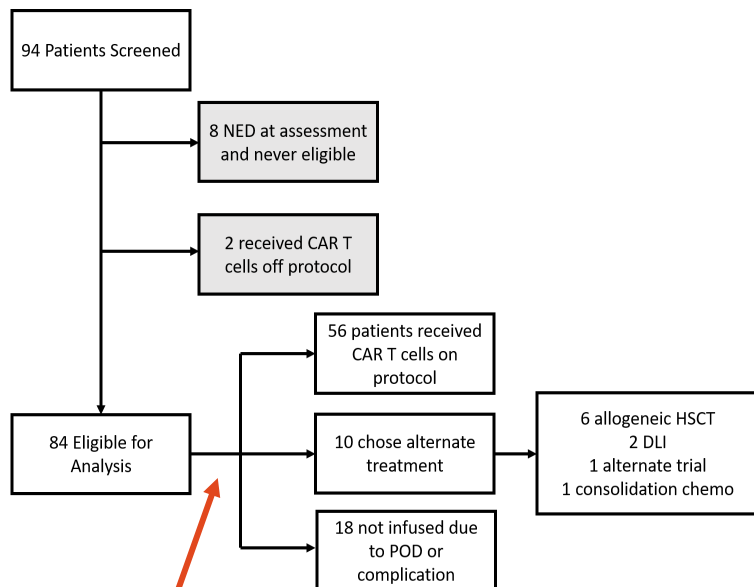 94 Patients Screened
8 NED at assessment
and never eligible
2 received CAR T
cells off protocol
56 patients received
CAR T cells on
protocol
84 Eligible for
Analysis
10 chose alternate
treatment
6 allogeneic HSCT
2 DLI
1 alternate trial
1 consolidation chemo
18 not infused due
to POD or
complication